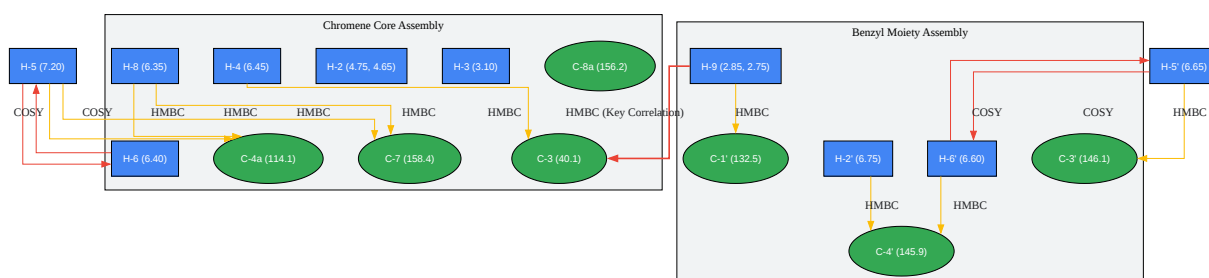 Chromene Core Assembly
Benzyl Moiety Assembly
H-5 (7.20)
H-8 (6.35)
H-4 (6.45)
H-2 (4.75, 4.65)
H-3 (3.10)
C-8a (156.2)
H-9 (2.85, 2.75)
H-5' (6.65)
COSY
COSY
HMBC
HMBC
HMBC
HMBC
HMBC
HMBC (Key Correlation)
HMBC
COSY
COSY
HMBC
H-6 (6.40)
C-4a (114.1)
C-7 (158.4)
C-3 (40.1)
C-1' (132.5)
H-2' (6.75)
H-6' (6.60)
C-3' (146.1)
HMBC
HMBC
C-4' (145.9)